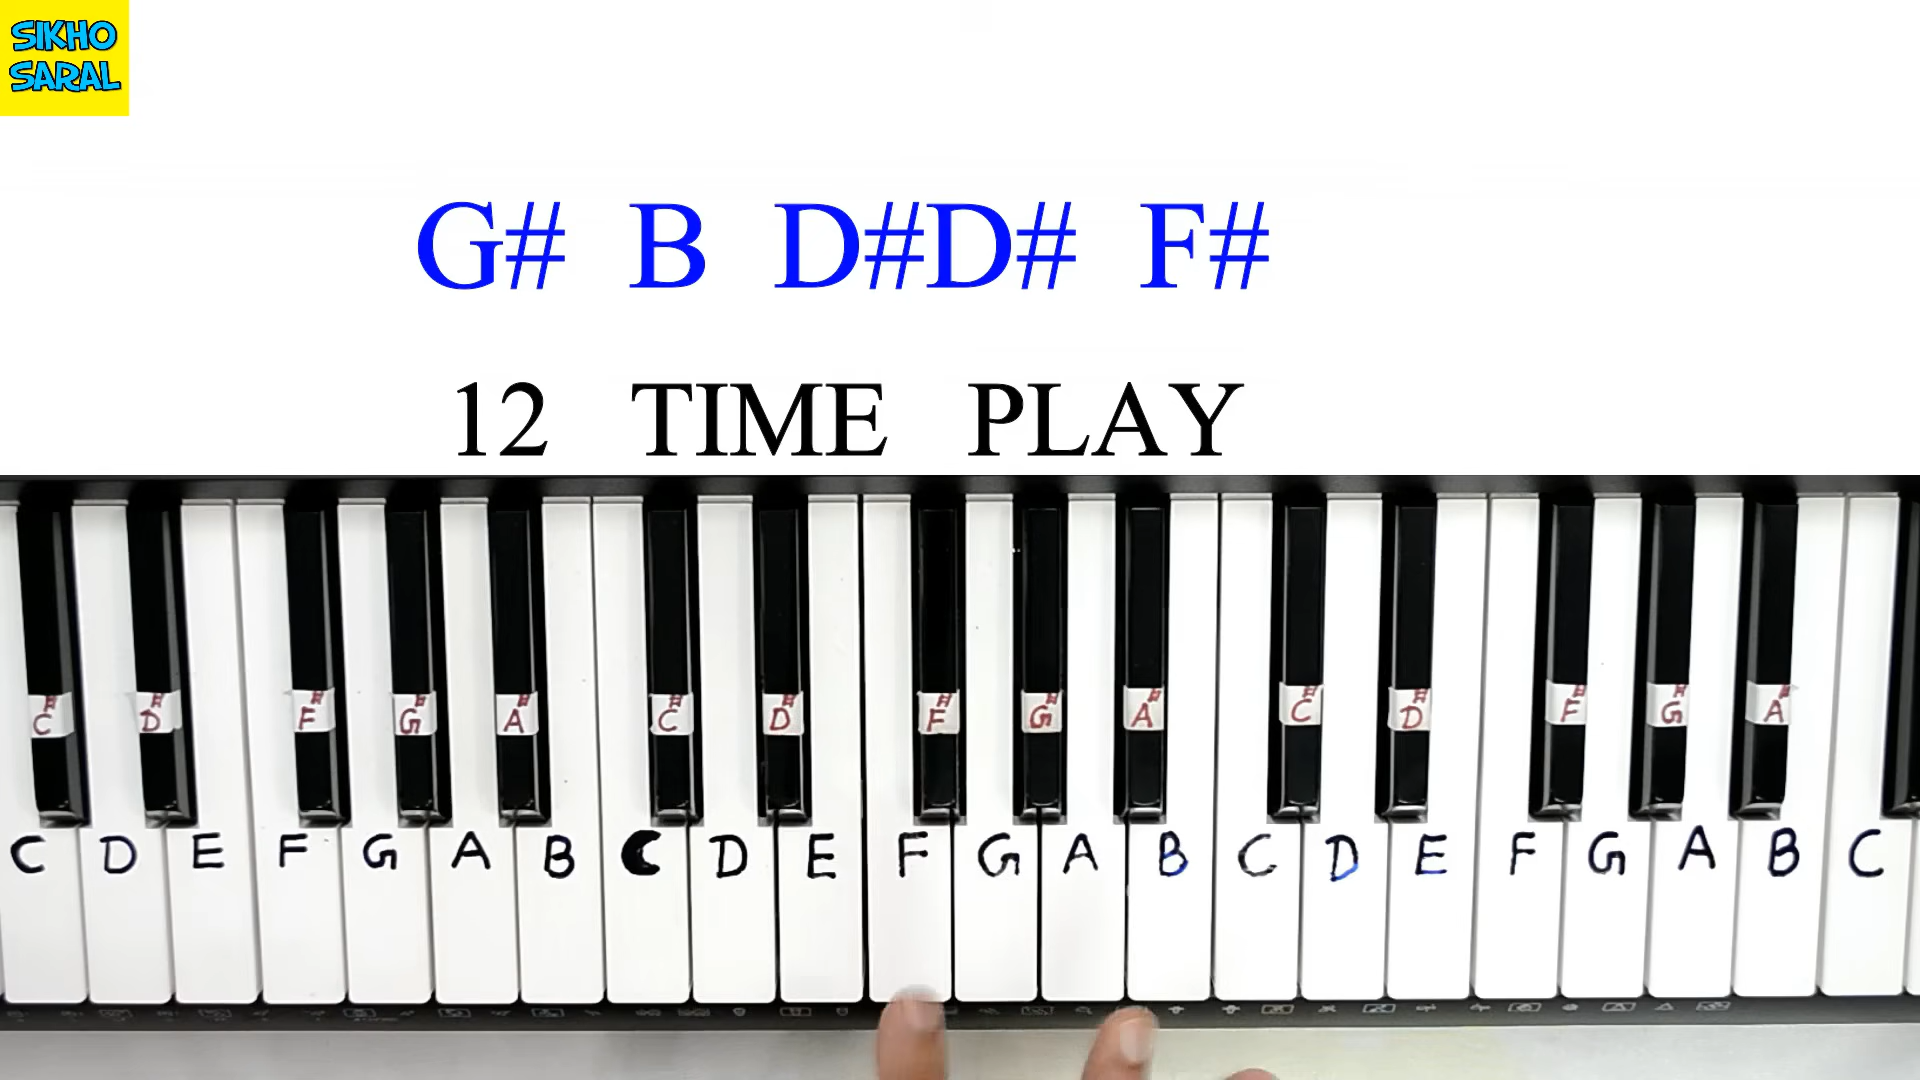 SIKHO
SARAL
G# B D#D# F#
12 TIME PLAY
C# D# F# G# A# C# D# F# G# A# C# D# F# G# A#
C D E F G A B C D E F G A B C D E F G A B C